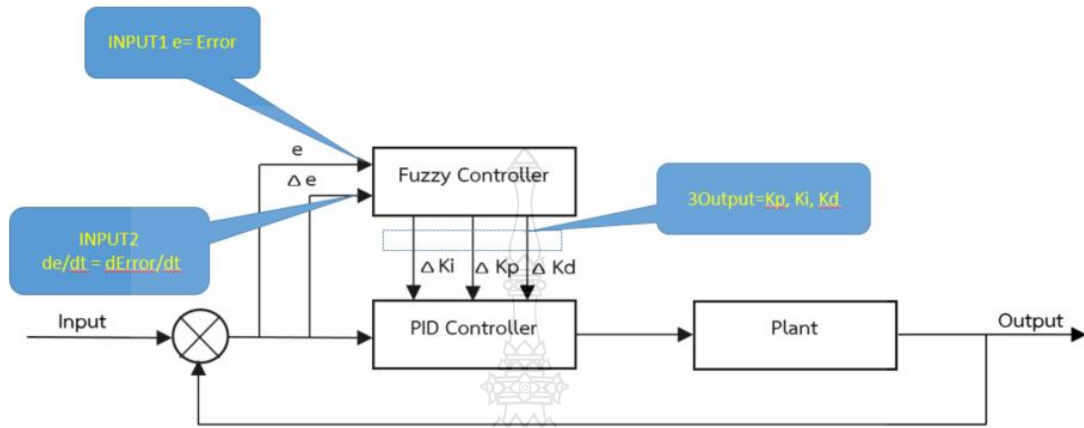 INPUT1 e= Error
e
Δ e
Fuzzy Controller
3Output=Kp, Ki, Kd
INPUT2
de/dt = dError/dt
Δ Ki
Δ Kp
Δ Kd
Input
PID Controller
Plant
Output